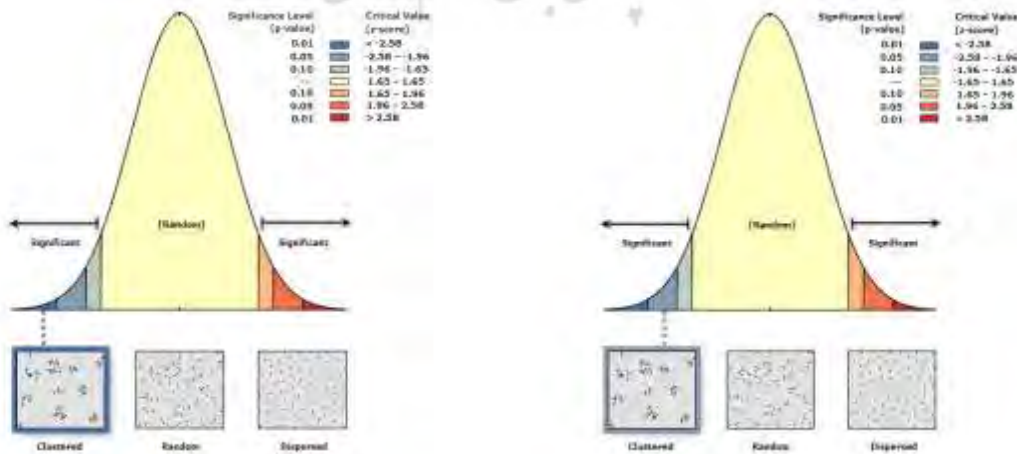 Significance Level (p-value) Critical Value (z-score)
0.01 < -2.58
0.05 -2.58 - -1.96
0.10 -1.96 - -1.65
— -1.65 - 1.65
0.10 1.65 - 1.96
0.05 1.96 - 2.58
0.01 > 2.58
(Random)
Significant Significant
Clustered Random Dispersed
Significance Level (p-value) Critical Value (z-score)
0.01 < -2.58
0.05 -2.58 - -1.96
0.10 -1.96 - -1.65
— -1.65 - 1.65
0.10 1.65 - 1.96
0.05 1.96 - 2.58
0.01 > 2.58
(Random)
Significant Significant
Clustered Random Dispersed